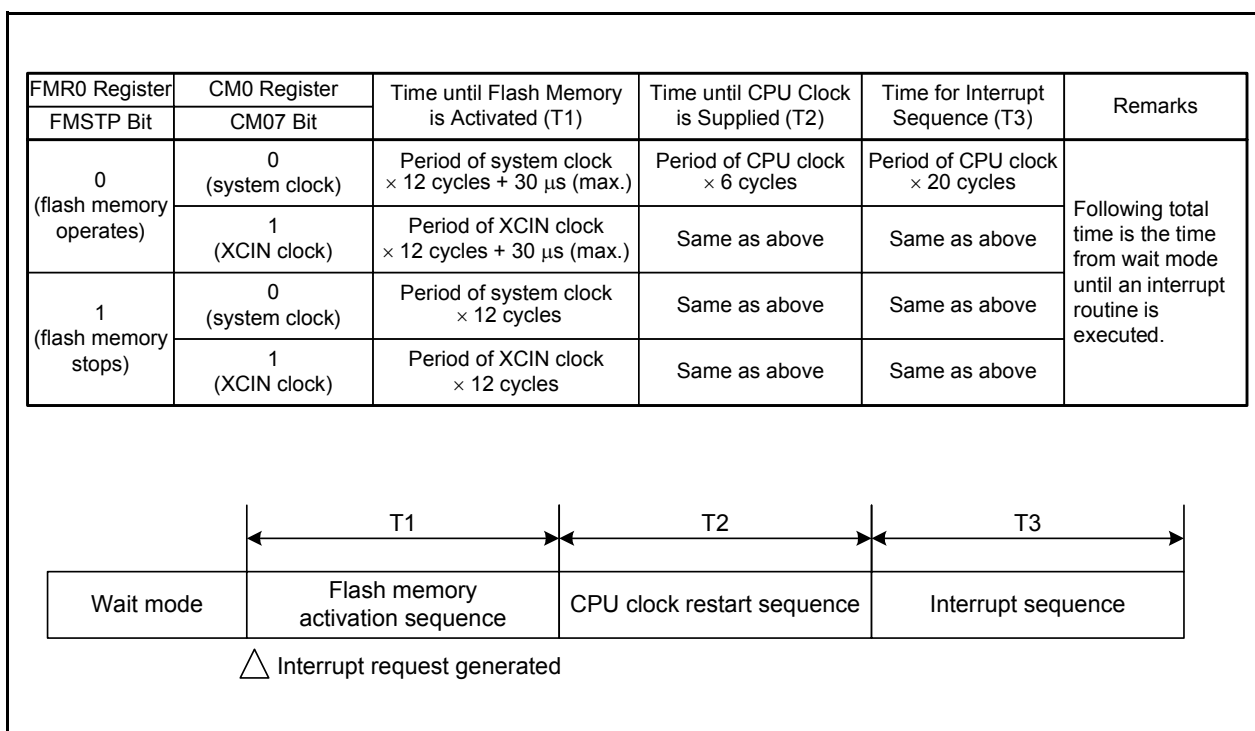 FMR0 Register
CM0 Register
Time until Flash Memory
is Activated (T1)
Time until CPU Clock
is Supplied (T2)
Time for Interrupt
Sequence (T3)
Remarks
FMSTP Bit
CM07 Bit
0
(flash memory
operates)
0
(system clock)
Period of system clock
× 12 cycles + 30 μs (max.)
Period of CPU clock
× 6 cycles
Period of CPU clock
× 20 cycles
Following total
time is the time
from wait mode
until an interrupt
routine is
executed.
1
(XCIN clock)
Period of XCIN clock
× 12 cycles + 30 μs (max.)
Same as above
Same as above
1
(flash memory
stops)
0
(system clock)
Period of system clock
× 12 cycles
Same as above
Same as above
1
(XCIN clock)
Period of XCIN clock
× 12 cycles
Same as above
Same as above
T1
T2
T3
Wait mode
Flash memory
activation sequence
CPU clock restart sequence
Interrupt sequence
Interrupt request generated